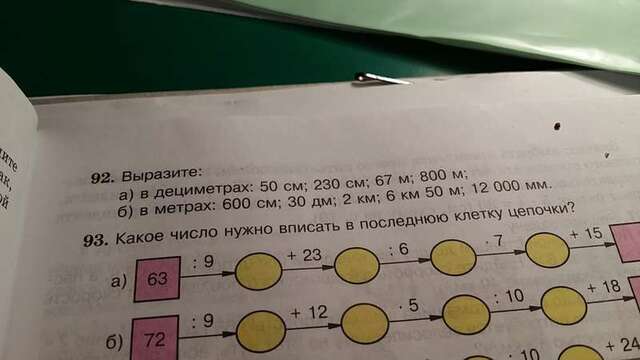 92. Выразите:
а) в дециметрах: 50 см; 230 см; 67 м; 800 м;
б) в метрах: 600 см; 30 дм; 2 км; 6 км 50 м; 12 000 мм.
93. Какое число нужно вписать в последнюю клетку цепочки?
а) 63 : 9 + 23 : 6 · 7 + 15
б) 72 : 9 + 12 · 5 : 10 + 18
: 10 + 24